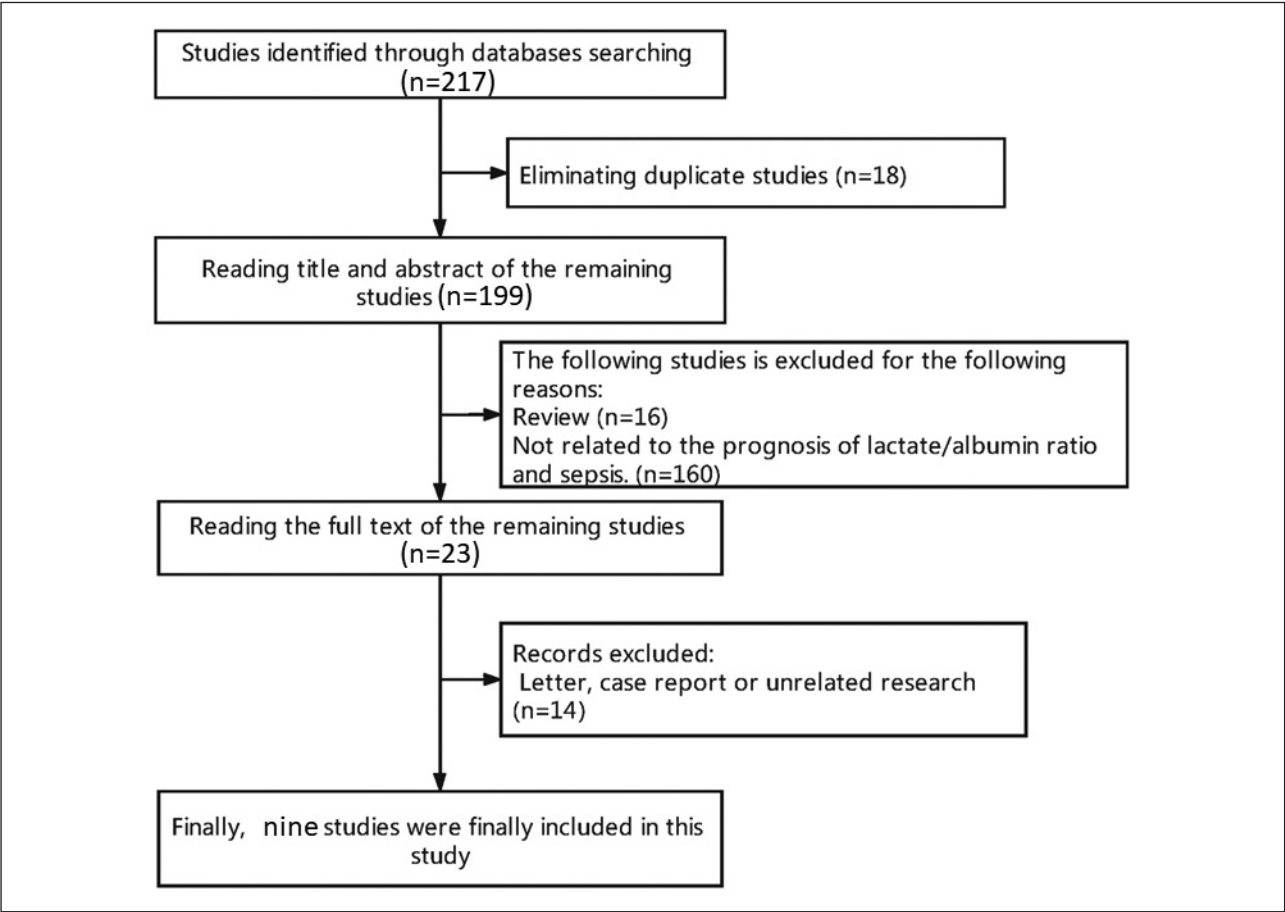 Studies identified through databases searching
(n=217)
Eliminating duplicate studies (n=18)
Reading title and abstract of the remaining
studies (n=199)
The following studies is excluded for the following
reasons:
Review (n=16)
Not related to the prognosis of lactate/albumin ratio
and sepsis. (n=160)
Reading the full text of the remaining studies
(n=23)
Records excluded:
Letter, case report or unrelated research
(n=14)
Finally, nine studies were finally included in this
study